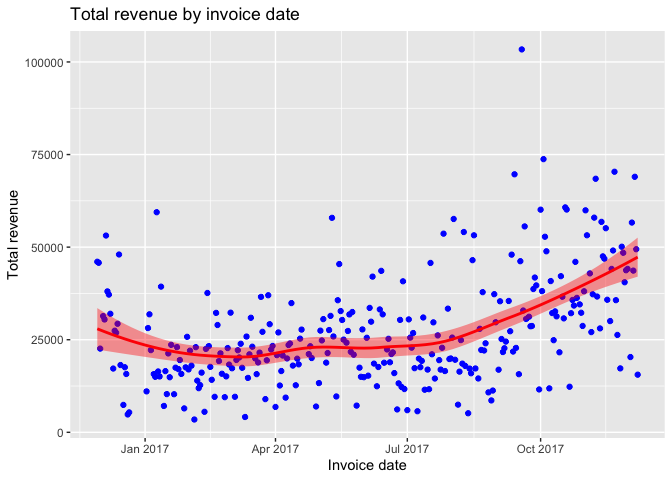 Total revenue by invoice date
100000
75000
50000
25000
0
Total revenue
Jan 2017 Apr 2017 Jul 2017 Oct 2017
Invoice date